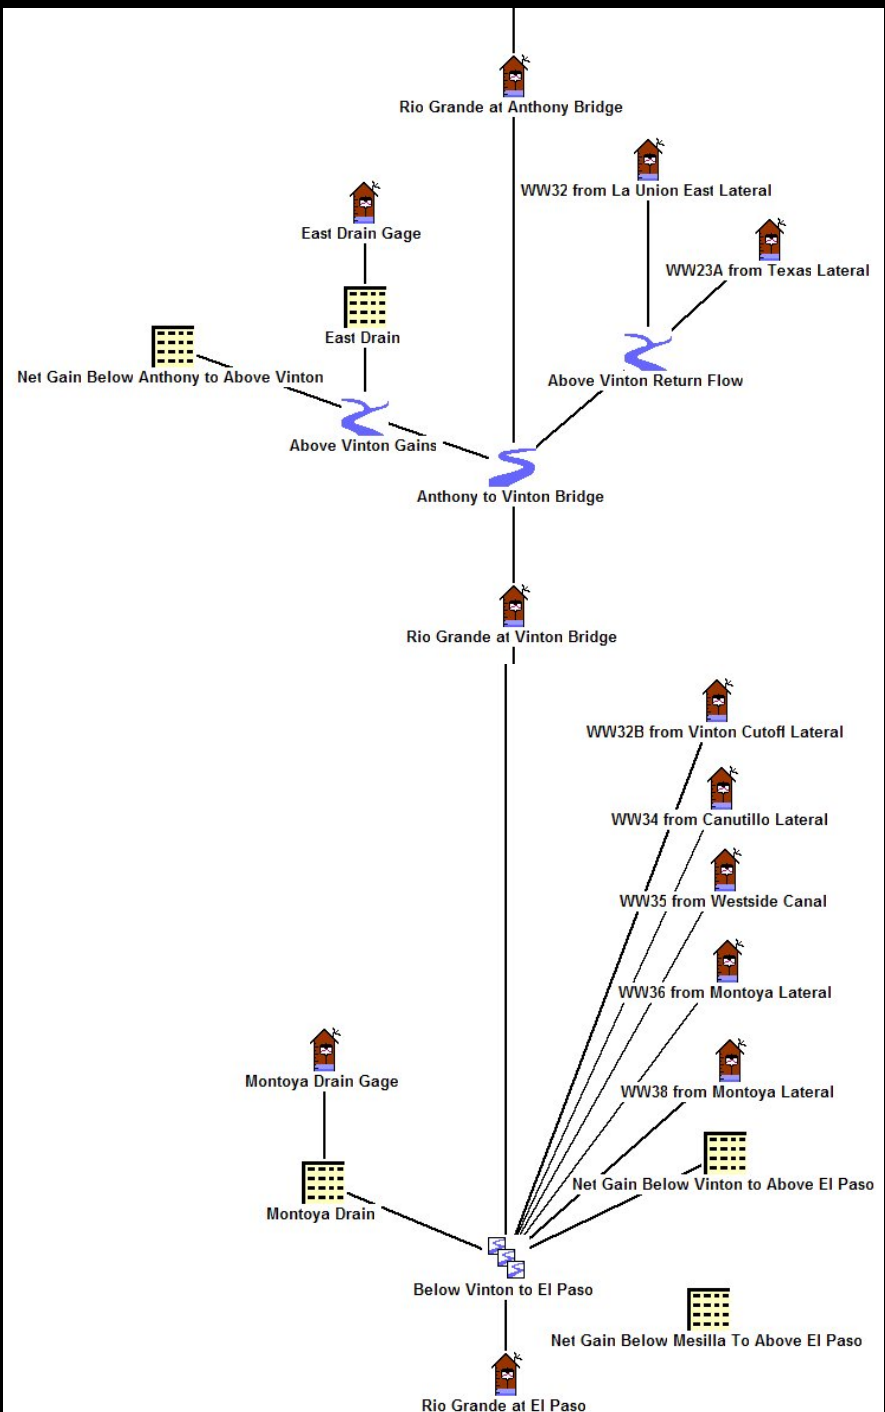 Rio Grande at Anthony Bridge
WW32 from La Union East Lateral
East Drain Gage
WW23A from Texas Lateral
East Drain
Net Gain Below Anthony to Above Vinton
Above Vinton Return Flow
Above Vinton Gains
Anthony to Vinton Bridge
Rio Grande at Vinton Bridge
WW32B from Vinton Cutoff Lateral
WW34 from Canutillo Lateral
WW35 from Westside Canal
WW36 from Montoya Lateral
Montoya Drain Gage
WW38 from Montoya Lateral
Net Gain Below Vinton to Above El Paso
Montoya Drain
Below Vinton to El Paso
Net Gain Below Mesilla To Above El Paso
Rio Grande at El Paso